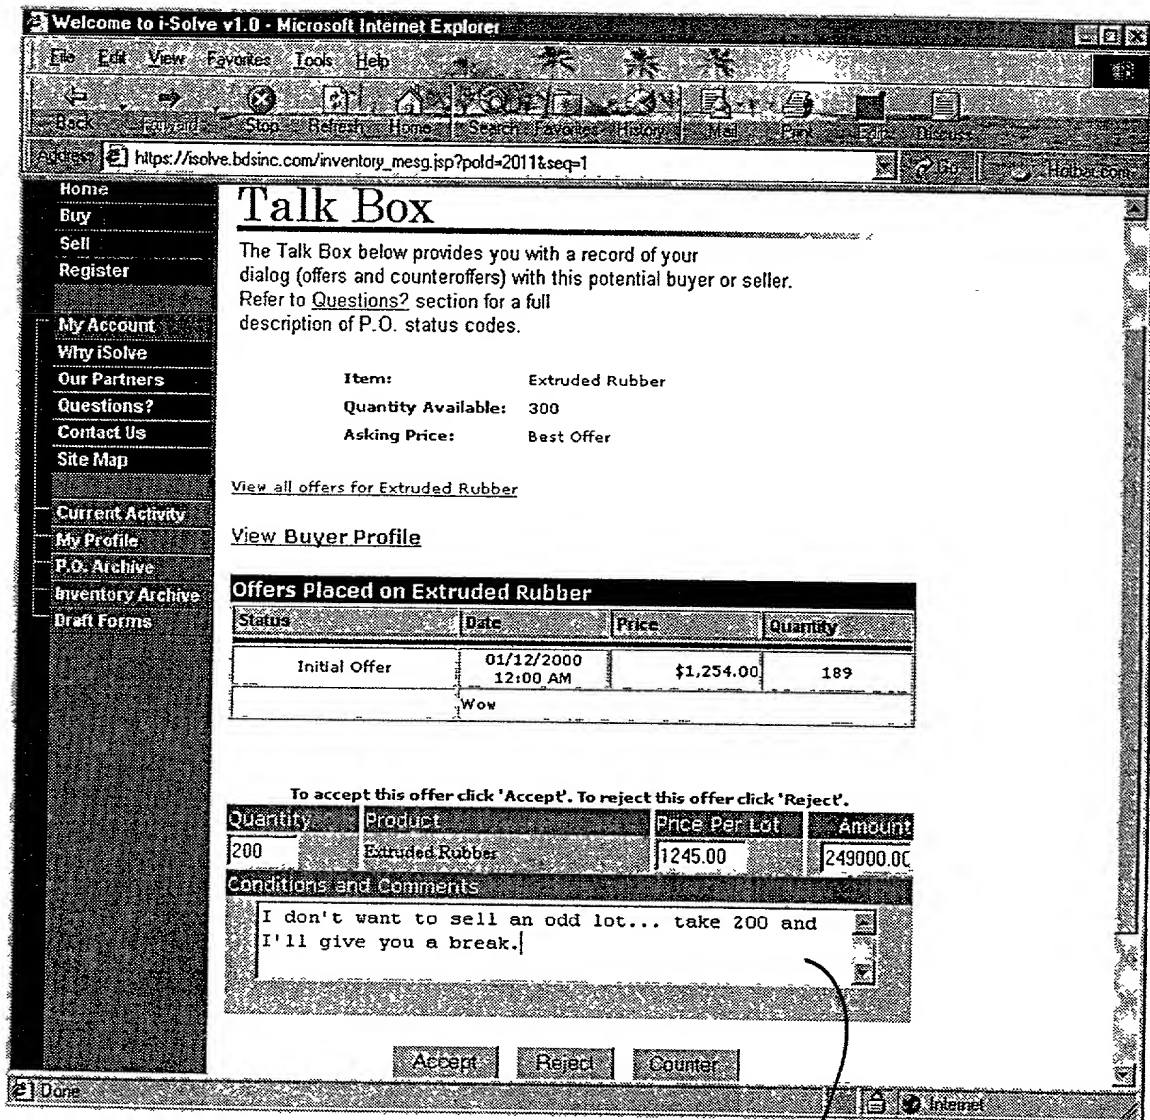 Welcome to i-Solve v1.0 - Microsoft Internet Explorer
File Edit View Favorites Tools Help
Back Forward Stop Refresh Home Search Favorites History Mail Print Edit Discuss
Address https://isolve.bdsinc.com/inventory_mesg.jsp?poId=2011&seq=1 Go Hotbar.com
Home
Buy
Sell
Register
My Account
Why iSolve
Our Partners
Questions?
Contact Us
Site Map
Current Activity
My Profile
P.O. Archive
Inventory Archive
Draft Forms
Talk Box
The Talk Box below provides you with a record of your
dialog (offers and counteroffers) with this potential buyer or seller.
Refer to Questions? section for a full
description of P.O. status codes.
Item: Extruded Rubber
Quantity Available: 300
Asking Price: Best Offer
View all offers for Extruded Rubber
View Buyer Profile
Offers Placed on Extruded Rubber
Status Date Price Quantity
Initial Offer 01/12/2000 12:00 AM $1,254.00 189
Wow
To accept this offer click 'Accept'. To reject this offer click 'Reject'.
Quantity Product Price Per Lot Amount
200 Extruded Rubber 1245.00 249000.00
Conditions and Comments
I don't want to sell an odd lot... take 200 and
I'll give you a break.
Accept Reject Counter
Done Internet